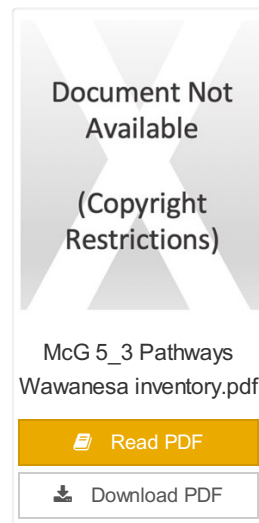 Document Not
Available
(Copyright
Restrictions)
McG 5_3 Pathways
Wawanesa inventory.pdf
Read PDF
Download PDF